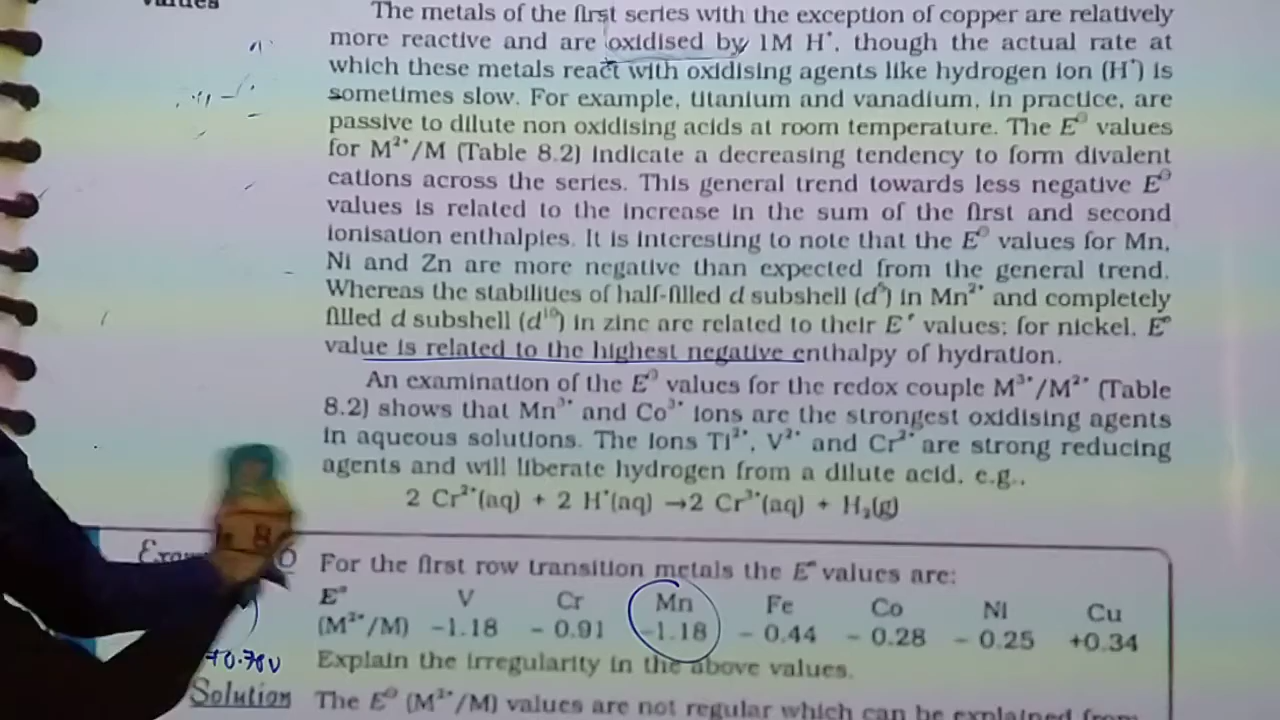 values
The metals of the first series with the exception of copper are relatively
more reactive and are oxidised by 1M H⁺, though the actual rate at
which these metals react with oxidising agents like hydrogen ion (H⁺) is
sometimes slow. For example, titanium and vanadium, in practice, are
passive to dilute non oxidising acids at room temperature. The E⊖ values
for M²⁺/M (Table 8.2) indicate a decreasing tendency to form divalent
cations across the series. This general trend towards less negative E⊖
values is related to the increase in the sum of the first and second
ionisation enthalpies. It is interesting to note that the E⊖ values for Mn,
Ni and Zn are more negative than expected from the general trend.
Whereas the stabilities of half-filled d subshell (d⁵) in Mn²⁺ and completely
filled d subshell (d¹⁰) in zinc are related to their E° values; for nickel, E°
value is related to the highest negative enthalpy of hydration.
An examination of the E⊖ values for the redox couple M³⁺/M²⁺ (Table
8.2) shows that Mn³⁺ and Co³⁺ ions are the strongest oxidising agents
in aqueous solutions. The ions Ti²⁺, V²⁺ and Cr²⁺ are strong reducing
agents and will liberate hydrogen from a dilute acid, e.g.,
2 Cr²⁺(aq) + 2 H⁺(aq) →2 Cr³⁺(aq) + H₂(g)
For the first row transition metals the E° values are:
E° V Cr Mn Fe Co Ni Cu
(M²⁺/M) –1.18 – 0.91 –1.18 – 0.44 – 0.28 – 0.25 +0.34
Explain the irregularity in the above values.
Solution The E⊖ (M²⁺/M) values are not regular which can be explained from